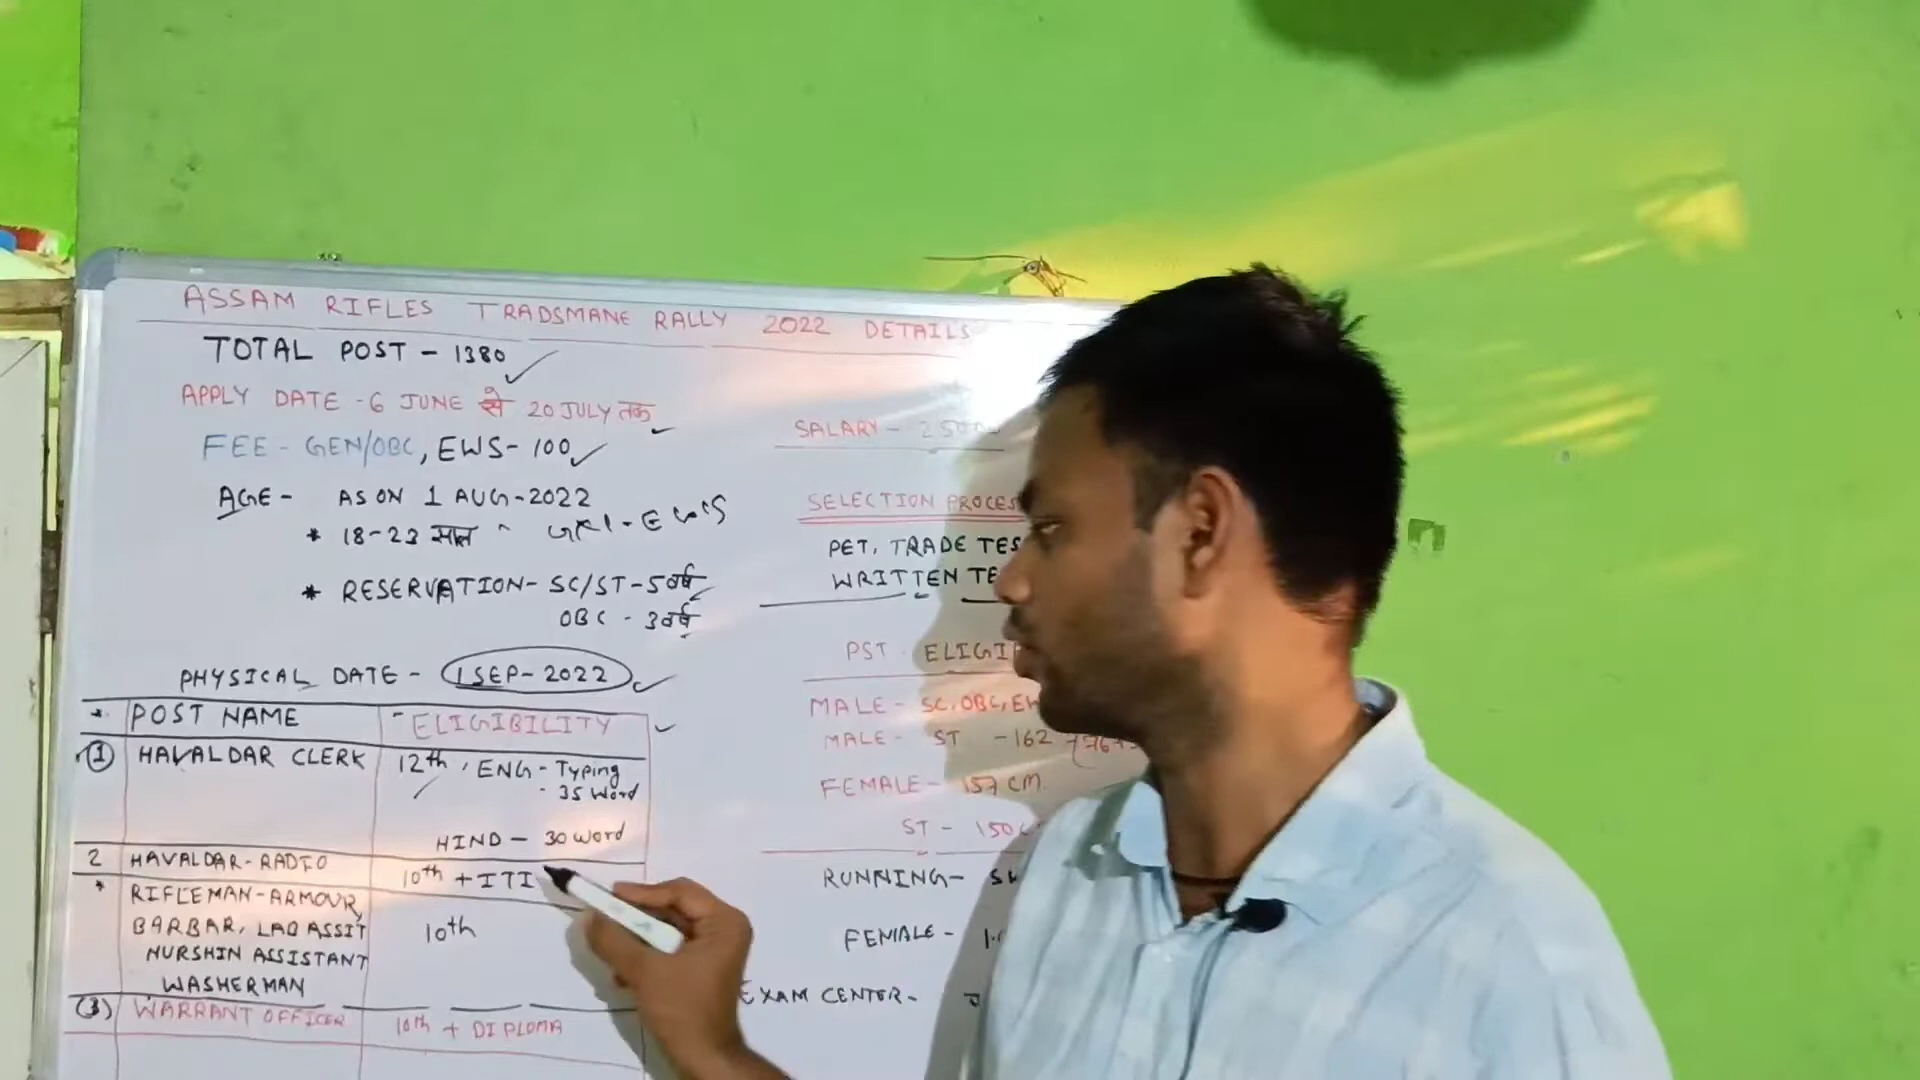 ASSAM RIFLES TRADSMANE RALLY 2022 DETAILS
TOTAL POST - 1380
APPLY DATE - 6 JUNE से 20 JULY तक
FEE - GEN/OBC, EWS - 100
AGE - AS ON 1 AUG - 2022
* 18-23 साल
* RESERVATION - SC/ST - 5 वर्ष
OBC - 3 वर्ष
PHYSICAL DATE - 1 SEP - 2022
POST NAME - ELIGIBILITY
(1) HAVALDAR CLERK 12th, ENG - Typing
- 35 Word
HIND - 30 word
2 HAVALDAR - RADIO 10th + ITI
* RIFLEMAN - ARMOUR,
BARBAR, LAO ASSIT 10th
NURSHIN ASSISTANT
WASHERMAN
(3) WARRANT OFFICER 10th + DIPLOMA
SALARY -
SELECTION PROCES
PET, TRADE TES
WRITTEN TE
PST. ELIGI
MALE - SC, OBC, EW
MALE - ST - 162
FEMALE - 157 CM
ST - 150
RUNNING - 5
FEMALE - 1.
EXAM CENTOR -